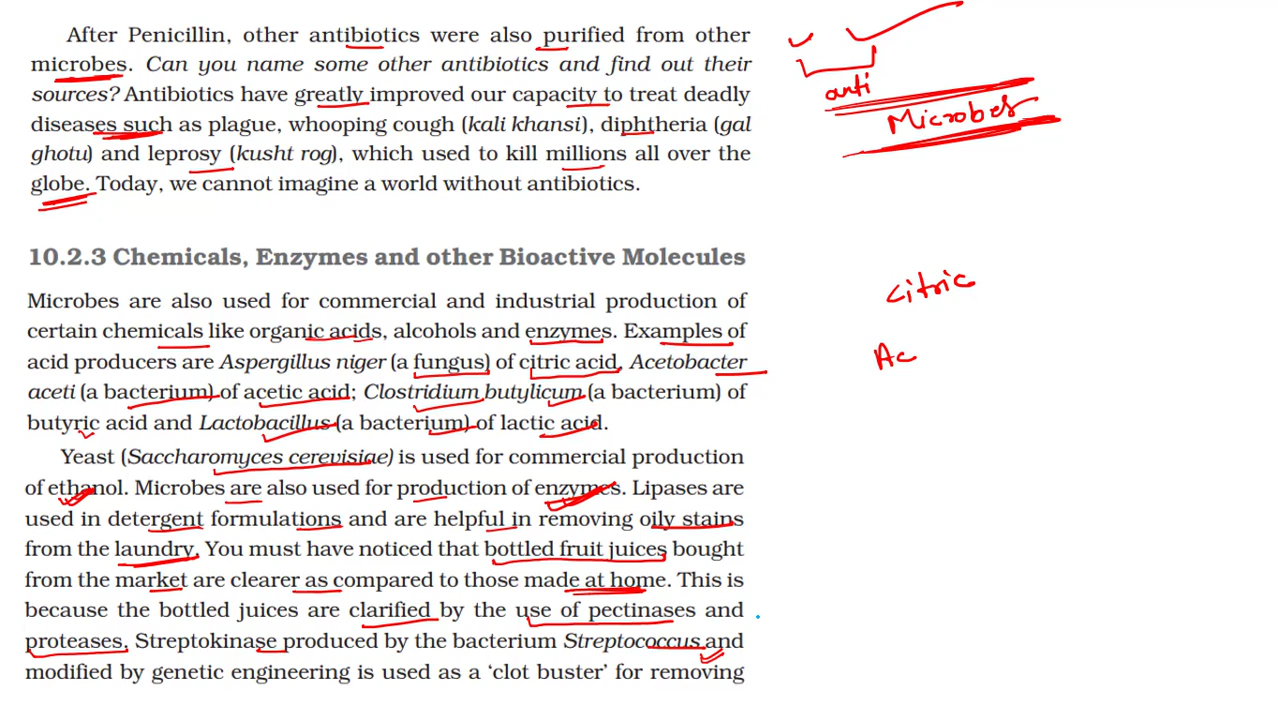 After Penicillin, other antibiotics were also purified from other
microbes. Can you name some other antibiotics and find out their
sources? Antibiotics have greatly improved our capacity to treat deadly
diseases such as plague, whooping cough (kali khansi), diphtheria (gal
ghotu) and leprosy (kusht rog), which used to kill millions all over the
globe. Today, we cannot imagine a world without antibiotics.
anti
Microbes
10.2.3 Chemicals, Enzymes and other Bioactive Molecules
Microbes are also used for commercial and industrial production of
certain chemicals like organic acids, alcohols and enzymes. Examples of
acid producers are Aspergillus niger (a fungus) of citric acid, Acetobacter
aceti (a bacterium) of acetic acid; Clostridium butylicum (a bacterium) of
butyric acid and Lactobacillus (a bacterium) of lactic acid.
Citric
Ac
Yeast (Saccharomyces cerevisiae) is used for commercial production
of ethanol. Microbes are also used for production of enzymes. Lipases are
used in detergent formulations and are helpful in removing oily stains
from the laundry. You must have noticed that bottled fruit juices bought
from the market are clearer as compared to those made at home. This is
because the bottled juices are clarified by the use of pectinases and
proteases. Streptokinase produced by the bacterium Streptococcus and
modified by genetic engineering is used as a ‘clot buster’ for removing